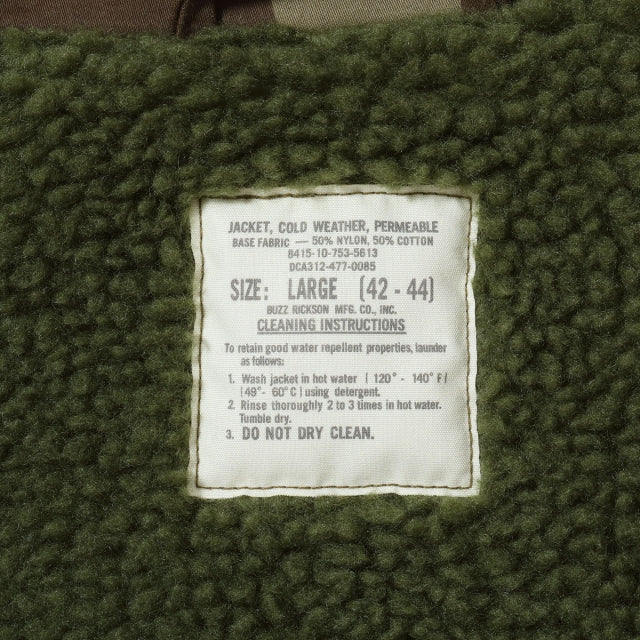 JACKET, COLD WEATHER, PERMEABLE
BASE FABRIC — 50% NYLON, 50% COTTON
8415-10-753-5613
DCA312-477-0085
SIZE: LARGE (42 - 44)
BUZZ RICKSON MFG. CO., INC.
CLEANING INSTRUCTIONS
To retain good water repellent properties, launder
as follows:
1. Wash jacket in hot water ( 120° - 140° F )
( 49° - 60° C ) using detergent.
2. Rinse thoroughly 2 to 3 times in hot water.
Tumble dry.
3. DO NOT DRY CLEAN.